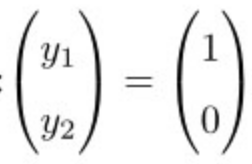 : (y₁ y₂) = (1 0)